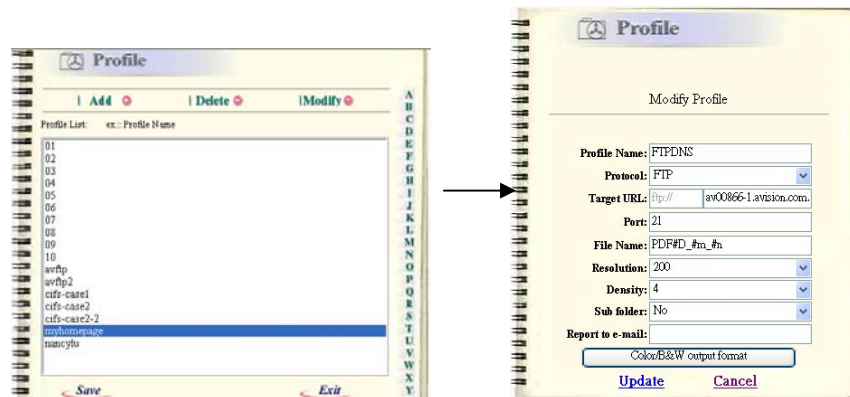 Profile
| Add
| Delete
|Modify
Profile List: ex.: Profile Name
01
02
03
04
05
06
07
08
09
10
avftp
avftp2
cifs-case1
cifs-case2
cifs-case2-2
myhomepage
nancylu
Save
Exit
A
B
C
D
E
F
G
H
I
J
K
L
M
N
O
P
Q
R
S
T
U
V
W
X
Y
Profile
Modify Profile
Profile Name: FTPDNS
Protocol: FTP
Target URL: ftp:// av00866-1.avision.com.
Port: 21
File Name: PDF#D_#m_#n
Resolution: 200
Density: 4
Sub folder: No
Report to e-mail:
Color/B&W output format
Update Cancel